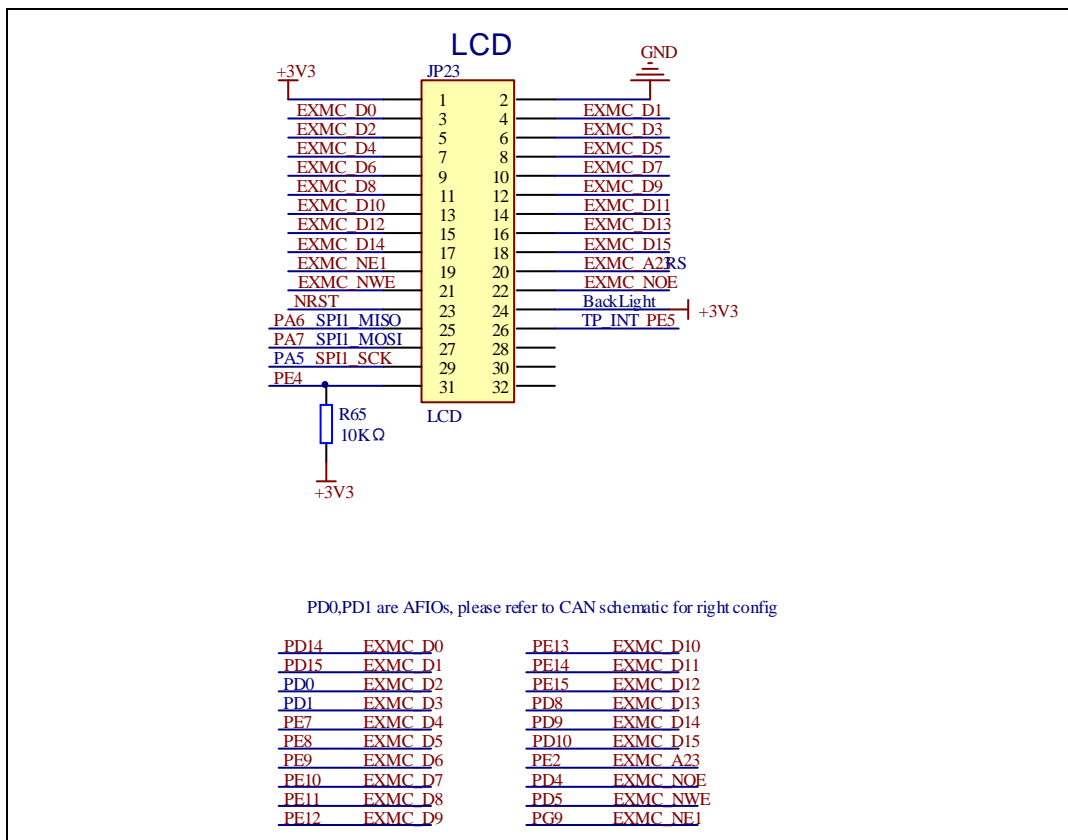 LCD
GND
+3V3
JP23
1 2
EXMC_D0 3 4 EXMC_D1
EXMC_D2 5 6 EXMC_D3
EXMC_D4 7 8 EXMC_D5
EXMC_D6 9 10 EXMC_D7
EXMC_D8 11 12 EXMC_D9
EXMC_D10 13 14 EXMC_D11
EXMC_D12 15 16 EXMC_D13
EXMC_D14 17 18 EXMC_D15
EXMC_NE1 19 20 EXMC_A23RS
EXMC_NWE 21 22 EXMC_NOE
NRST 23 24 BackLight +3V3
PA6 SPI1_MISO 25 26 TP_INT PE5
PA7 SPI1_MOSI 27 28
PA5 SPI1_SCK 29 30
PE4 31 32
R65
10KΩ
LCD
+3V3
PD0,PD1 are AFIOs, please refer to CAN schematic for right config
PD14 EXMC_D0 PE13 EXMC_D10
PD15 EXMC_D1 PE14 EXMC_D11
PD0 EXMC_D2 PE15 EXMC_D12
PD1 EXMC_D3 PD8 EXMC_D13
PE7 EXMC_D4 PD9 EXMC_D14
PE8 EXMC_D5 PD10 EXMC_D15
PE9 EXMC_D6 PE2 EXMC_A23
PE10 EXMC_D7 PD4 EXMC_NOE
PE11 EXMC_D8 PD5 EXMC_NWE
PE12 EXMC_D9 PG9 EXMC_NE1